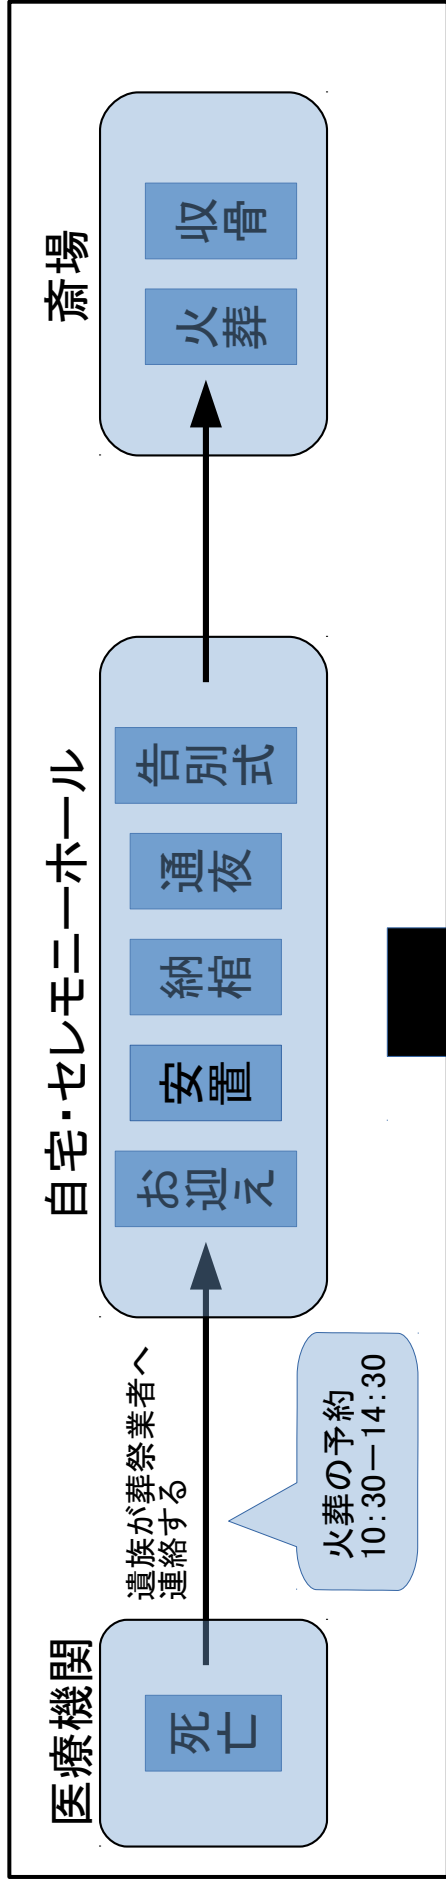 医療機関
死亡
遺族が葬祭業者へ
連絡する
火葬の予約
10:30－14:30
自宅・セレモニーホール
お迎え
安置
納棺
通夜
告別式
斎場
火葬
収骨